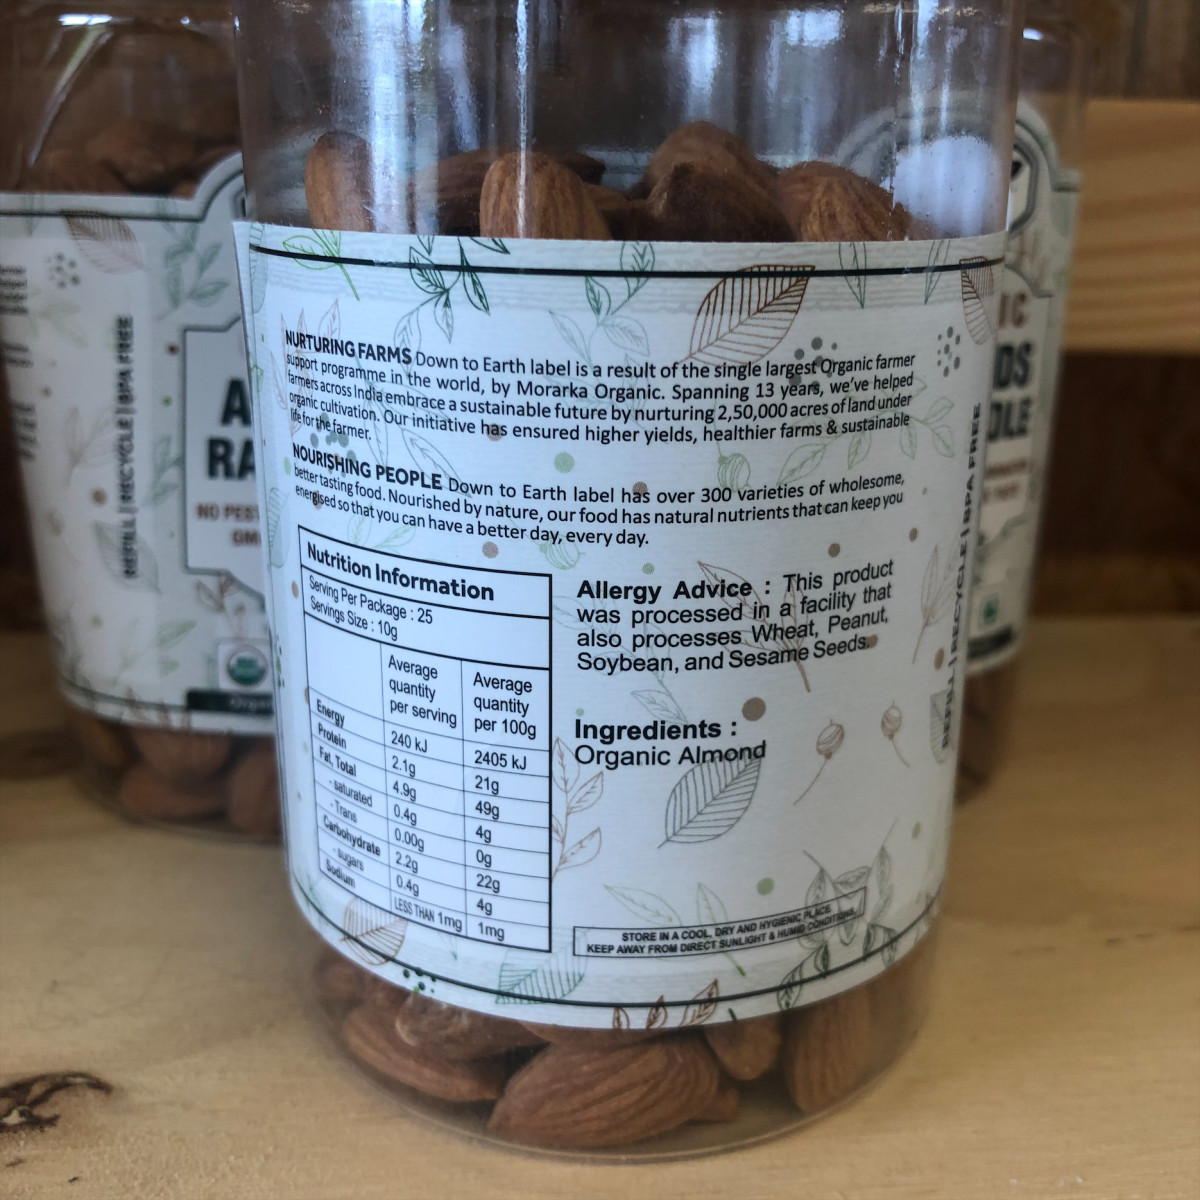 NURTURING FARMS Down to Earth label is a result of the single largest Organic farmer
support programme in the world, by Morarka Organic. Spanning 13 years, we've helped
farmers across India embrace a sustainable future by nurturing 2,50,000 acres of land under
organic cultivation. Our initiative has ensured higher yields, healthier farms & sustainable
life for the farmer.
NOURISHING PEOPLE Down to Earth label has over 300 varieties of wholesome,
better tasting food. Nourished by nature, our food has natural nutrients that can keep you
energised so that you can have a better day, every day.
Nutrition Information
Serving Per Package : 25
Servings Size : 10g
Average quantity per serving Average quantity per 100g
Energy 240 kJ 2405 kJ
Protein 2.1g 21g
Fat, Total 4.9g 49g
- saturated 0.4g 4g
- Trans 0.00g 0g
Carbohydrate 2.2g 22g
- sugars 0.4g 4g
Sodium LESS THAN 1mg 1mg
Allergy Advice : This product
was processed in a facility that
also processes Wheat, Peanut,
Soybean, and Sesame Seeds.
Ingredients :
Organic Almond
STORE IN A COOL, DRY AND HYGIENIC PLACE.
KEEP AWAY FROM DIRECT SUNLIGHT & HUMID CONDITIONS.
REFILL | RECYCLE | BPA FREE
REFILL | RECYCLE | BPA FREE
A
RA
NO PES
GM
IC
DS
DLE